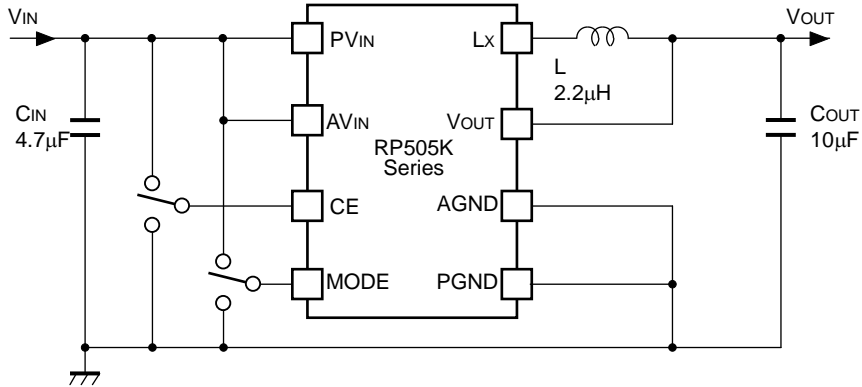 VIN
PVIN
LX
VOUT
L
2.2μH
CIN
4.7μF
AVIN
VOUT
COUT
10μF
RP505K
Series
CE
AGND
MODE
PGND